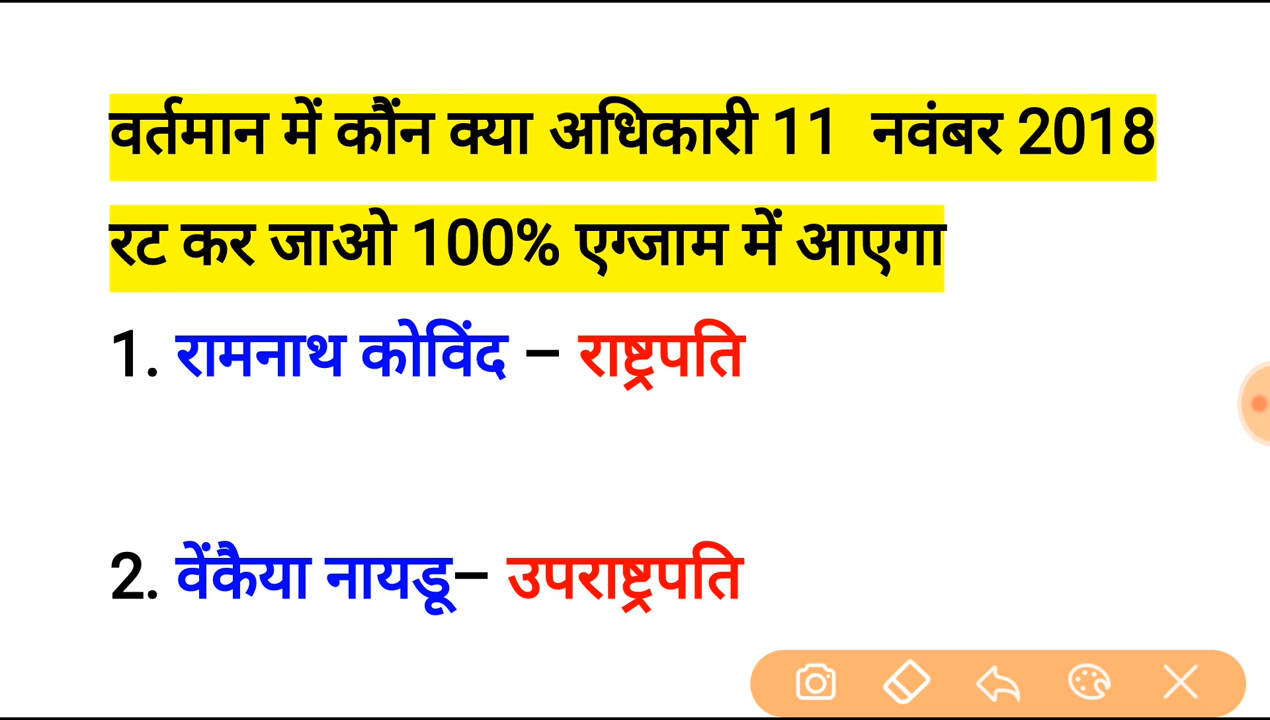 वर्तमान में कौंन क्या अधिकारी 11 नवंबर 2018
रट कर जाओ 100% एग्जाम में आएगा
1. रामनाथ कोविंद – राष्ट्रपति
2. वेंकैया नायडू– उपराष्ट्रपति